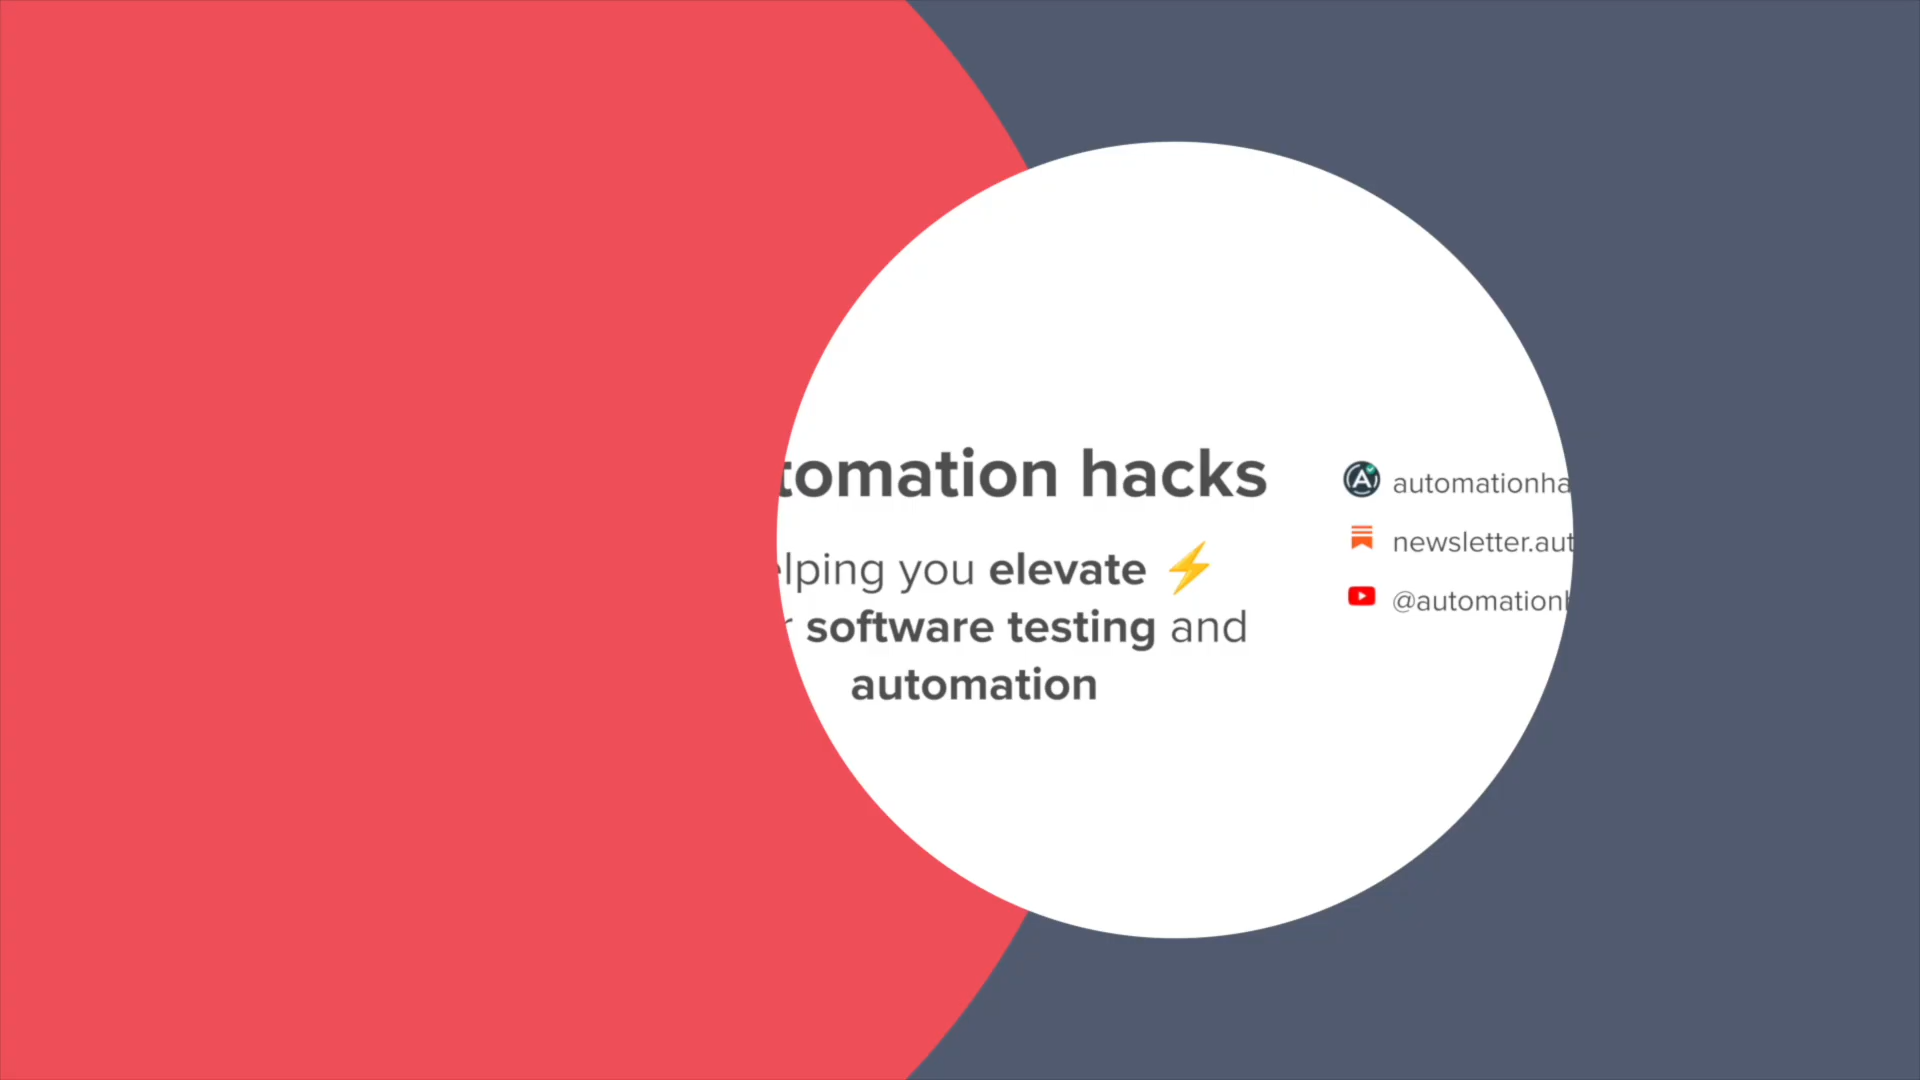 tomation hacks
lping you elevate ⚡
software testing and
automation
automationha
newsletter.aut
@automation